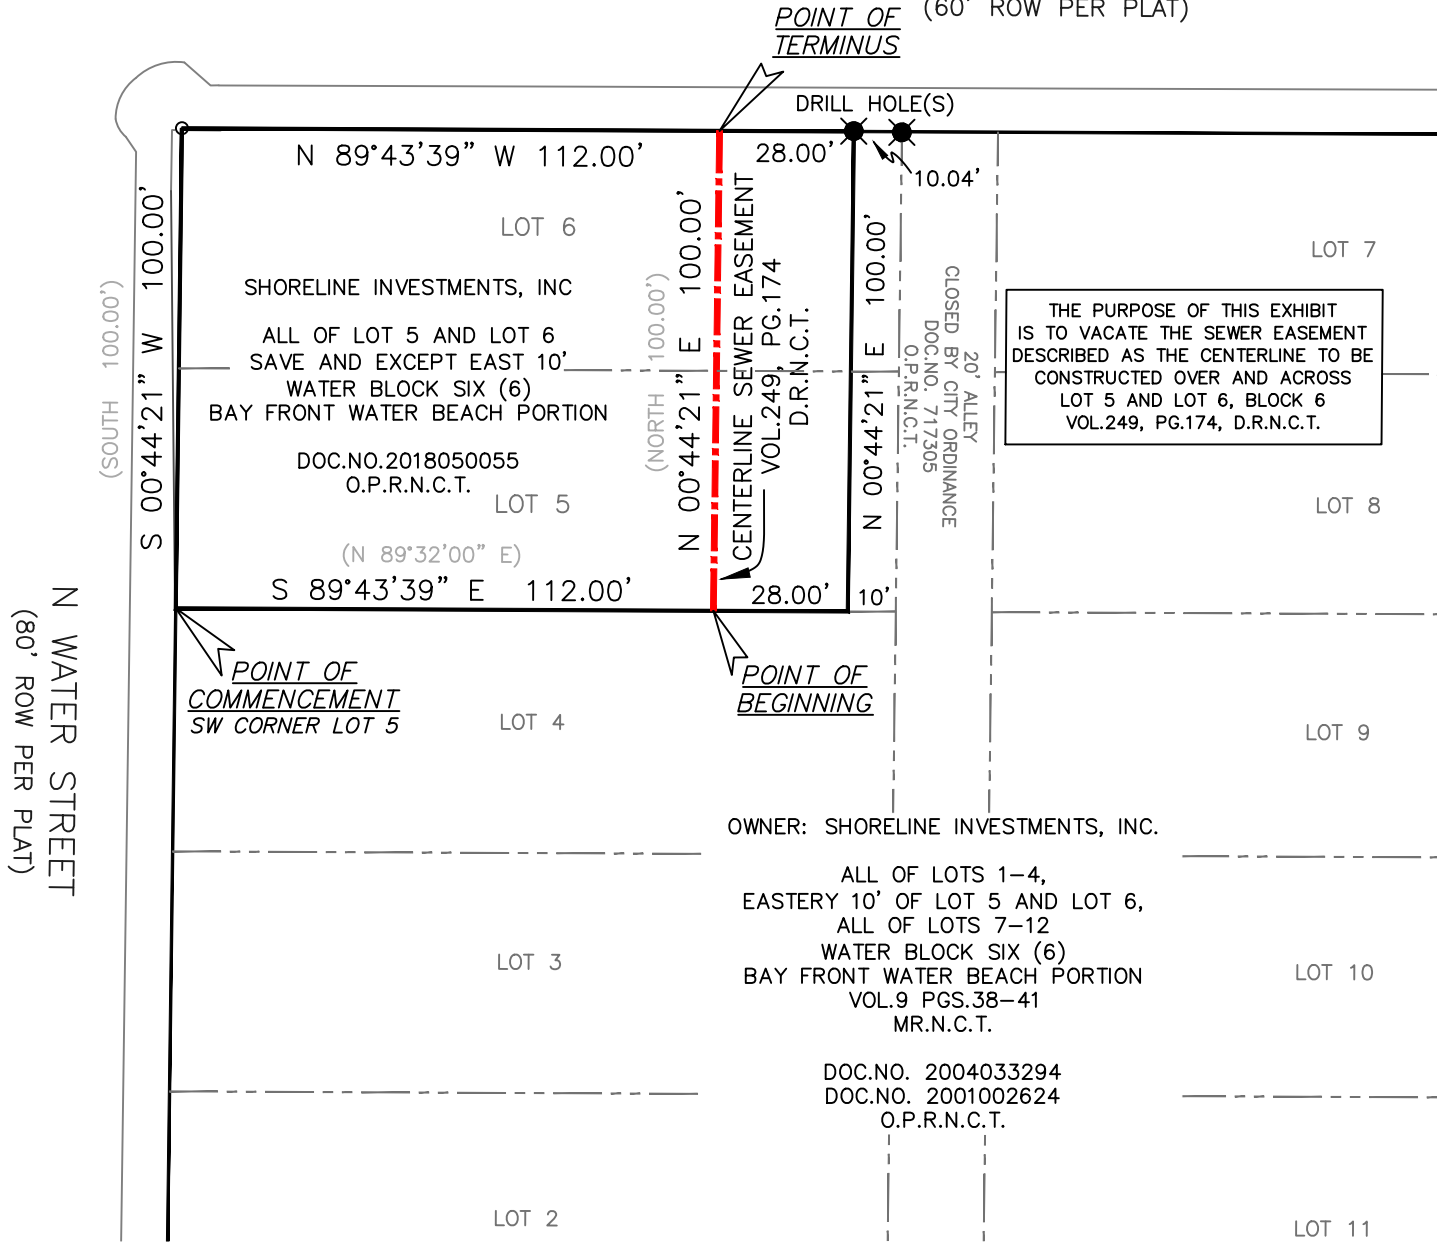 (60' ROW PER PLAT)
POINT OF
TERMINUS
DRILL HOLE(S)
N 89°43'39" W 112.00'
28.00'
10.04'
LOT 6
LOT 7
S 00°44'21" W 100.00'
(SOUTH 100.00')
SHORELINE INVESTMENTS, INC
ALL OF LOT 5 AND LOT 6
SAVE AND EXCEPT EAST 10'
WATER BLOCK SIX (6)
BAY FRONT WATER BEACH PORTION
DOC.NO.2018050055
O.P.R.N.C.T.
(NORTH 100.00')
N 00°44'21" E 100.00'
CENTERLINE SEWER EASEMENT
VOL.249, PG.174
D.R.N.C.T.
N 00°44'21" E 100.00'
20' ALLEY
CLOSED BY CITY ORDINANCE
DOC.NO. 717305
O.P.R.N.C.T.
THE PURPOSE OF THIS EXHIBIT
IS TO VACATE THE SEWER EASEMENT
DESCRIBED AS THE CENTERLINE TO BE
CONSTRUCTED OVER AND ACROSS
LOT 5 AND LOT 6, BLOCK 6
VOL.249, PG.174, D.R.N.C.T.
LOT 5
LOT 8
(N 89°32'00" E)
S 89°43'39" E 112.00'
28.00'
10'
N WATER STREET
(80' ROW PER PLAT)
POINT OF
COMMENCEMENT
SW CORNER LOT 5
POINT OF
BEGINNING
LOT 4
LOT 9
OWNER: SHORELINE INVESTMENTS, INC.
ALL OF LOTS 1-4,
EASTERY 10' OF LOT 5 AND LOT 6,
ALL OF LOTS 7-12
WATER BLOCK SIX (6)
BAY FRONT WATER BEACH PORTION
VOL.9 PGS.38-41
MR.N.C.T.
DOC.NO. 2004033294
DOC.NO. 2001002624
O.P.R.N.C.T.
LOT 3
LOT 10
LOT 2
LOT 11